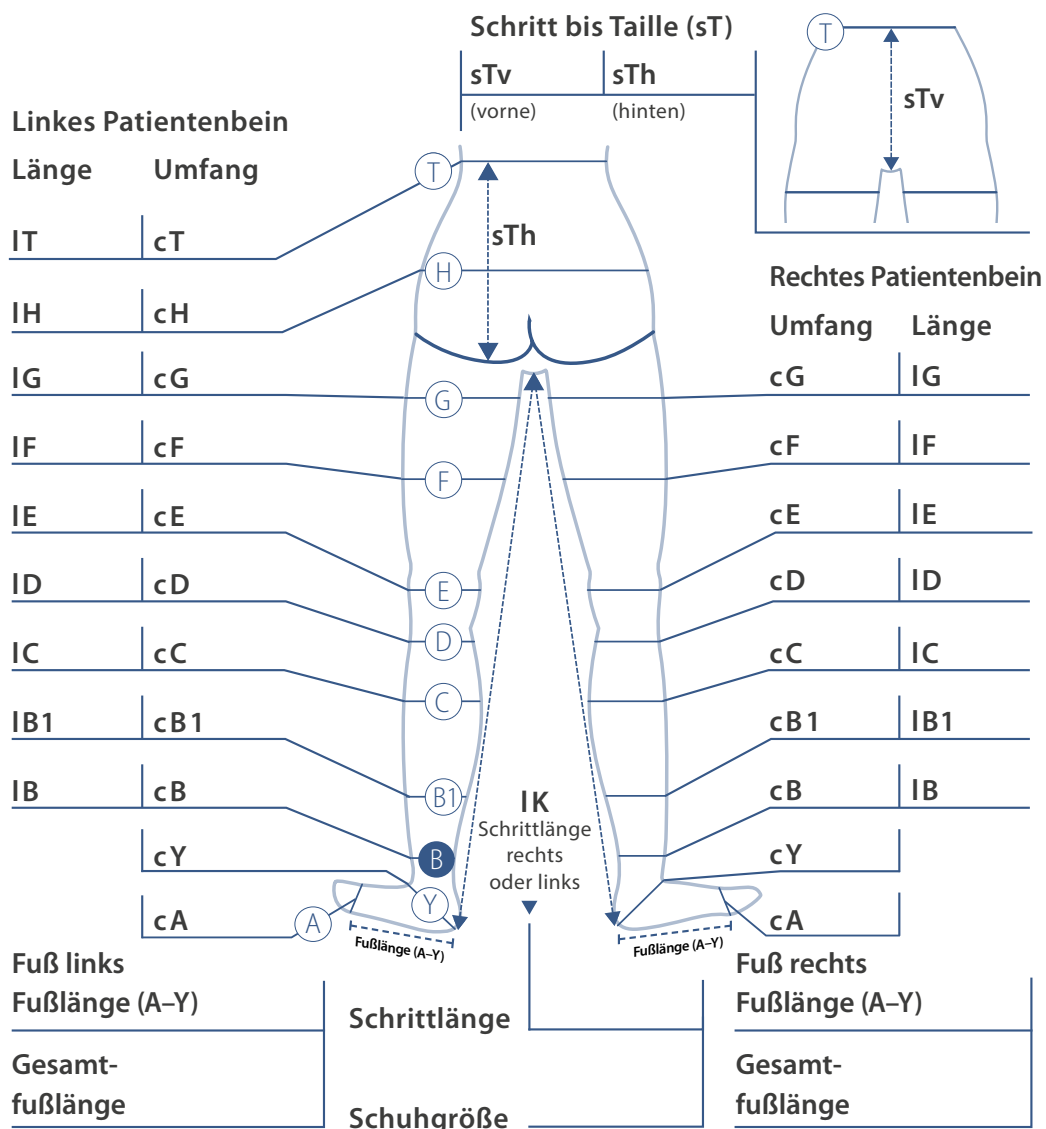 Schritt bis Taille (sT)
sTv
(vorne)
sTh
(hinten)
T
sTv
Linkes Patientenbein
Länge Umfang
lT cT
lH cH
lG cG
lF cF
lE cE
lD cD
lC cC
lB1 cB1
lB cB
cY
cA
T
sTh
H
G
F
E
D
C
B1
B
Y
A
Fußlänge (A–Y)
lK
Schrittlänge
rechts
oder links
Fußlänge (A–Y)
Rechtes Patientenbein
Umfang Länge
cG lG
cF lF
cE lE
cD lD
cC lC
cB1 lB1
cB lB
cY
cA
Fuß links
Fußlänge (A–Y)
Gesamt-
fußlänge
Schrittlänge
Schuhgröße
Fuß rechts
Fußlänge (A–Y)
Gesamt-
fußlänge